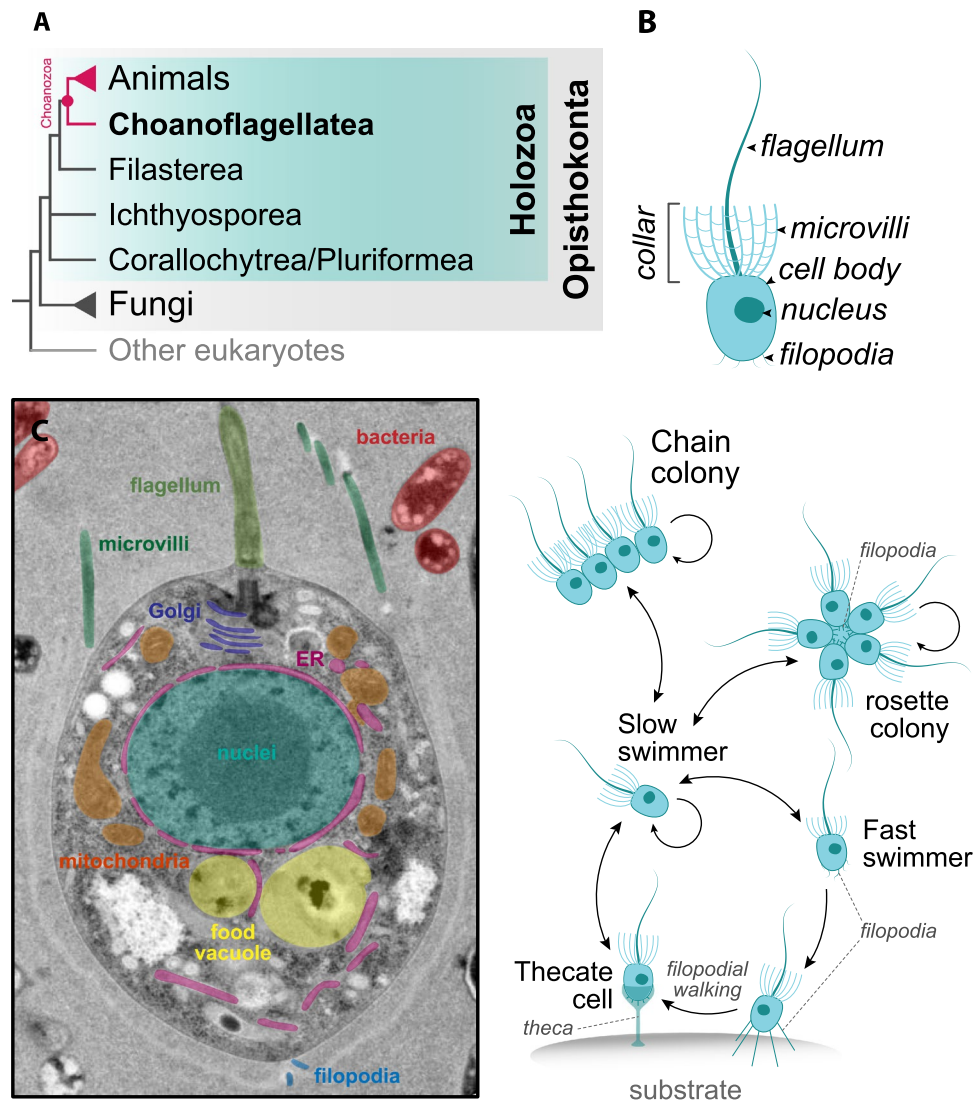 A
Choanozoa
Animals
Choanoflagellatea
Filasterea
Ichthyosporea
Corallochytrea/Pluriformea
Fungi
Other eukaryotes
Holozoa
Opisthokonta
B
flagellum
collar
microvilli
cell body
nucleus
filopodia
C
bacteria
flagellum
microvilli
Golgi
ER
nuclei
mitochondria
food
vacuole
filopodia
Chain
colony
filopodia
rosette
colony
Slow
swimmer
Fast
swimmer
filopodia
Thecate
cell
filopodial
walking
theca
substrate